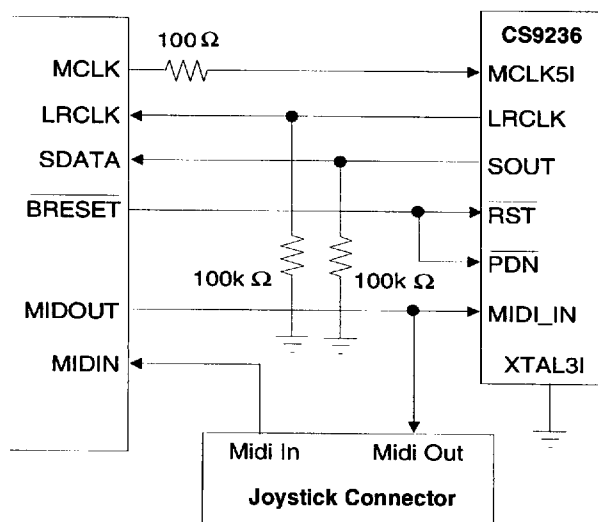 100 Ω
CS9236
MCLK
MCLK5I
LRCLK
LRCLK
SDATA
SOUT
BRESET
RST
100k Ω
100k Ω
PDN
MIDOUT
MIDI_IN
MIDIN
XTAL3I
Midi In
Midi Out
Joystick Connector